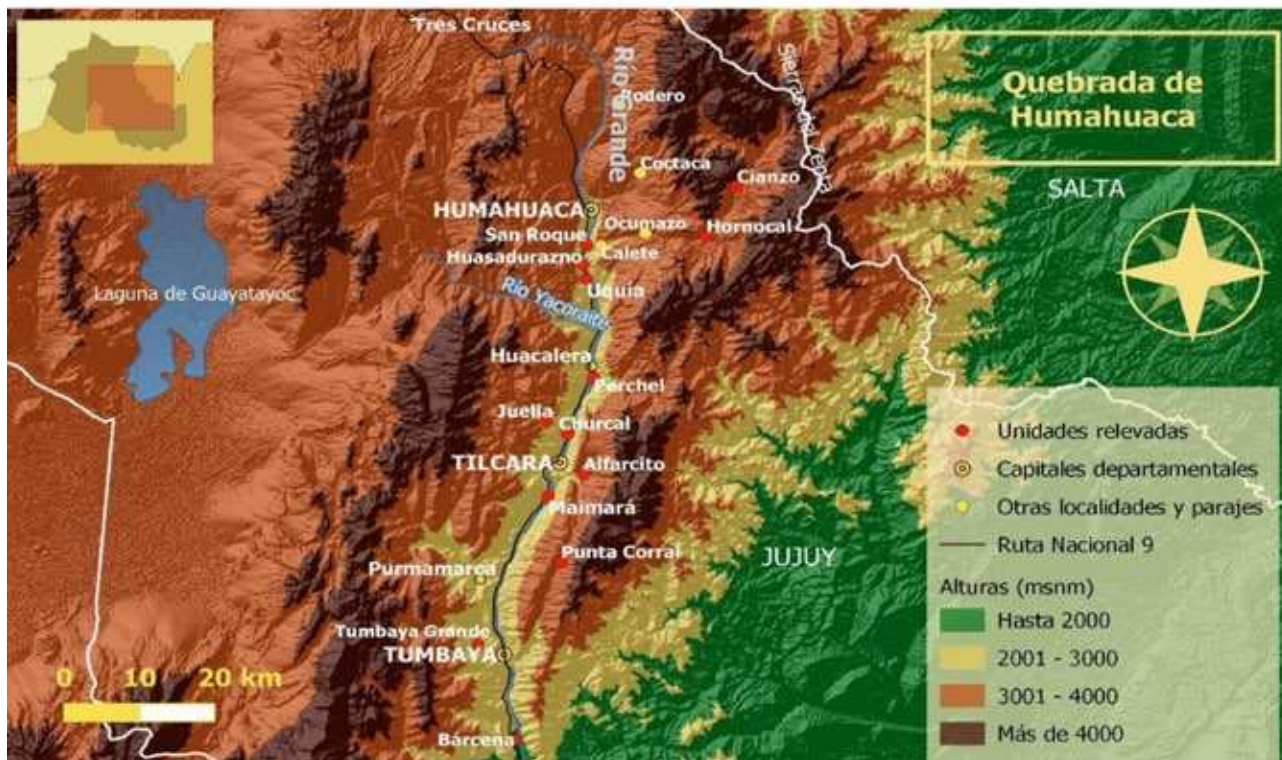 Tres Cruces
Río Grande
Rodero
Sierras del Zenta
Quebrada de
Humahuaca
Coctaca
Cianzo
SALTA
HUMAHUACA
Ocumazo
Hornocal
San Roque
Calete
Huasadurazno
Uquía
Laguna de Guayatayoc
Río Yacoraite
Huacalera
Perchel
Juella
Churcal
TILCARA
Alfarcito
Maimará
Punta Corral
JUJUY
Purmamarca
Tumbaya Grande
TUMBAYA
Bárcena
0 10 20 km
Unidades relevadas
Capitales departamentales
Otras localidades y parajes
Ruta Nacional 9
Alturas (msnm)
Hasta 2000
2001 - 3000
3001 - 4000
Más de 4000